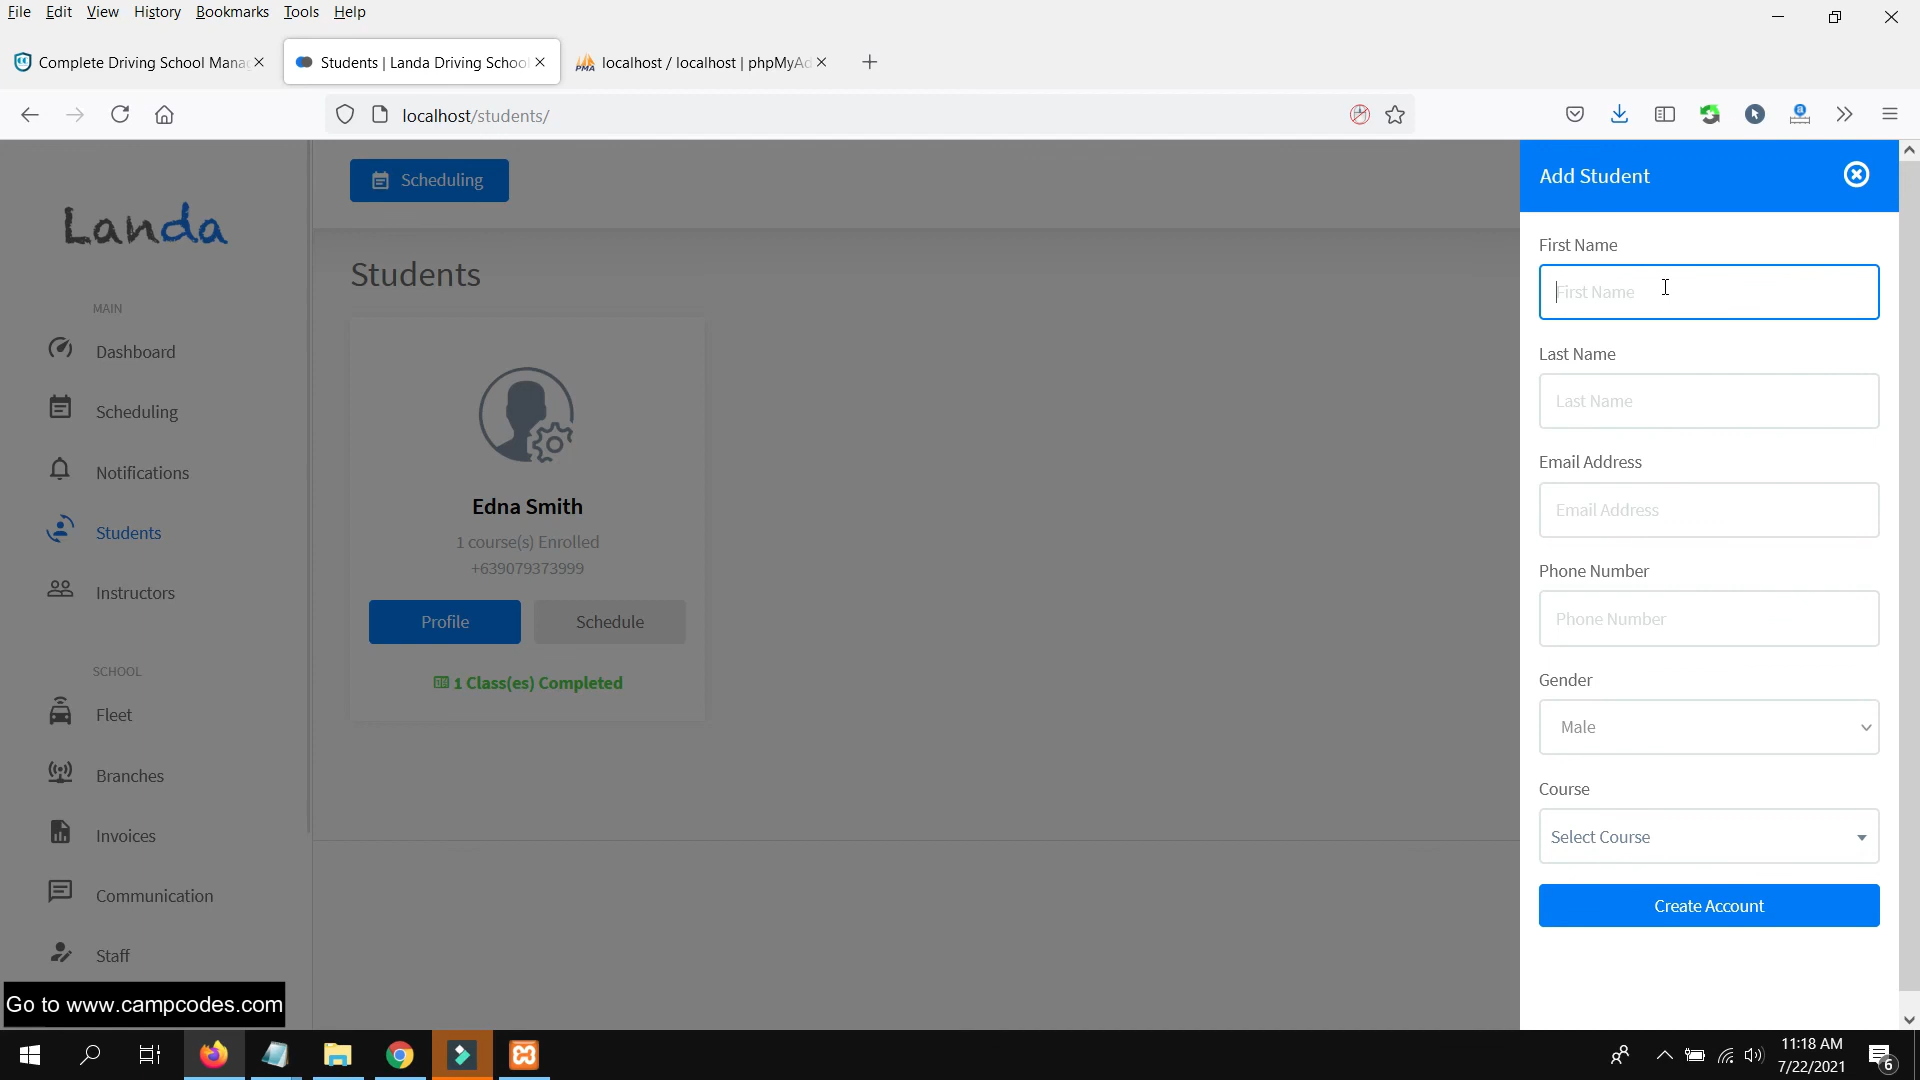 File Edit View History Bookmarks Tools Help
Complete Driving School Mana
Students | Landa Driving School
localhost / localhost | phpMyAd
localhost/students/
Landa
MAIN
Dashboard
Scheduling
Notifications
Students
Instructors
SCHOOL
Fleet
Branches
Invoices
Communication
Staff
Go to www.campcodes.com
Scheduling
Students
Edna Smith
1 course(s) Enrolled
+639079373999
Profile
Schedule
1 Class(es) Completed
Add Student
First Name
First Name
Last Name
Last Name
Email Address
Email Address
Phone Number
Phone Number
Gender
Male
Course
Select Course
Create Account
11:18 AM
7/22/2021
6